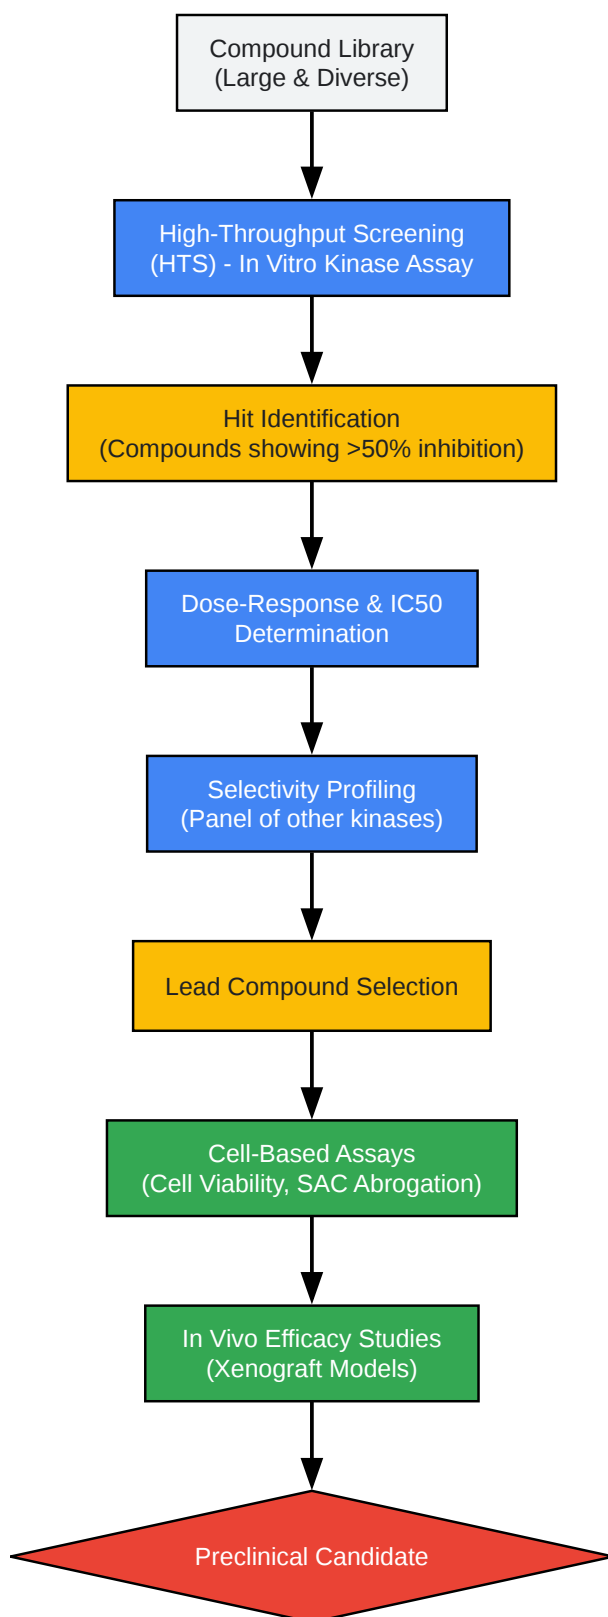 Compound Library
(Large & Diverse)
High-Throughput Screening
(HTS) - In Vitro Kinase Assay
Hit Identification
(Compounds showing >50% inhibition)
Dose-Response & IC50
Determination
Selectivity Profiling
(Panel of other kinases)
Lead Compound Selection
Cell-Based Assays
(Cell Viability, SAC Abrogation)
In Vivo Efficacy Studies
(Xenograft Models)
Preclinical Candidate